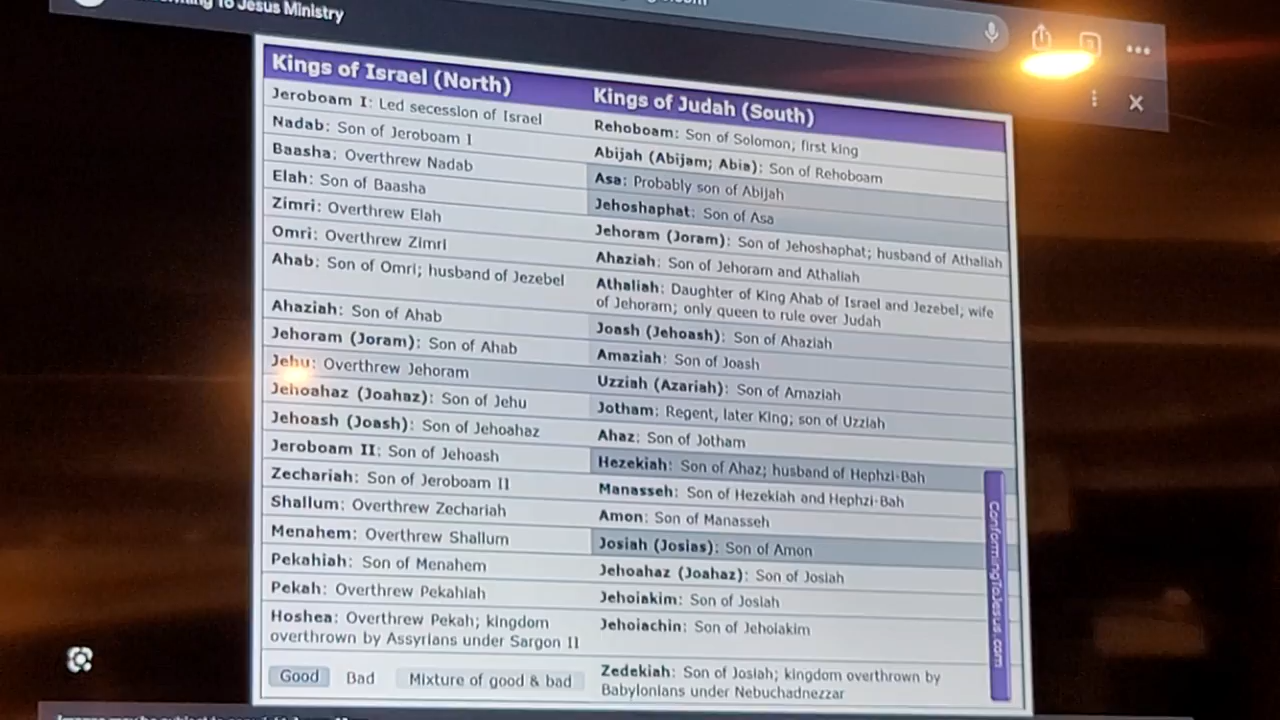 To Jesus Ministry
Kings of Israel (North)
Jeroboam I: Led secession of Israel
Nadab: Son of Jeroboam I
Baasha: Overthrew Nadab
Elah: Son of Baasha
Zimri: Overthrew Elah
Omri: Overthrew Zimri
Ahab: Son of Omri; husband of Jezebel
Ahaziah: Son of Ahab
Jehoram (Joram): Son of Ahab
Jehu: Overthrew Jehoram
Jehoahaz (Joahaz): Son of Jehu
Jehoash (Joash): Son of Jehoahaz
Jeroboam II: Son of Jehoash
Zechariah: Son of Jeroboam II
Shallum: Overthrew Zechariah
Menahem: Overthrew Shallum
Pekahiah: Son of Menahem
Pekah: Overthrew Pekahiah
Hoshea: Overthrew Pekah; kingdom
overthrown by Assyrians under Sargon II
Good Bad Mixture of good & bad
Kings of Judah (South)
Rehoboam: Son of Solomon; first king
Abijah (Abijam; Abia): Son of Rehoboam
Asa: Probably son of Abijah
Jehoshaphat: Son of Asa
Jehoram (Joram): Son of Jehoshaphat; husband of Athaliah
Ahaziah: Son of Jehoram and Athaliah
Athaliah: Daughter of King Ahab of Israel and Jezebel; wife
of Jehoram; only queen to rule over Judah
Joash (Jehoash): Son of Ahaziah
Amaziah: Son of Joash
Uzziah (Azariah): Son of Amaziah
Jotham: Regent, later King; son of Uzziah
Ahaz: Son of Jotham
Hezekiah: Son of Ahaz; husband of Hephzi-Bah
Manasseh: Son of Hezekiah and Hephzi-Bah
Amon: Son of Manasseh
Josiah (Josias): Son of Amon
Jehoahaz (Joahaz): Son of Josiah
Jehoiakim: Son of Josiah
Jehoiachin: Son of Jehoiakim
Zedekiah: Son of Josiah; kingdom overthrown by
Babylonians under Nebuchadnezzar
ConformingToJesus.com